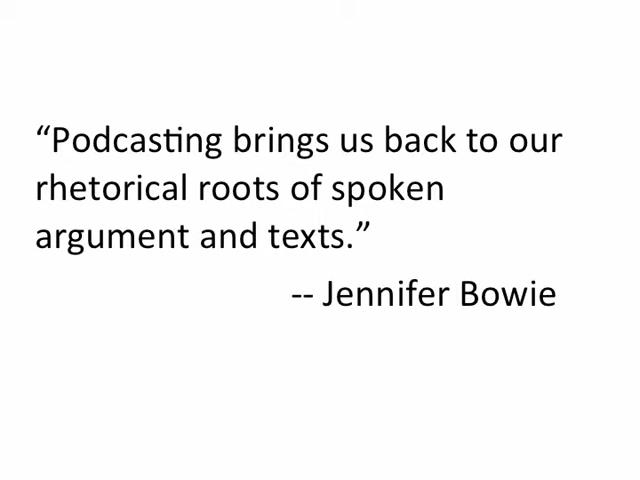 “Podcasting brings us back to our
rhetorical roots of spoken
argument and texts.”
-- Jennifer Bowie